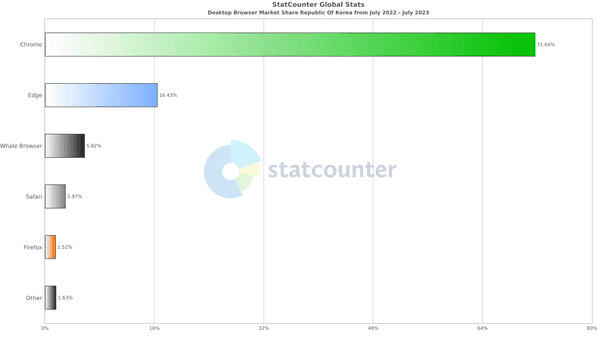 StatCounter Global Stats
Desktop Browser Market Share Republic Of Korea from July 2022 - July 2023
Chrome 71.64%
Edge 16.43%
Whale Browser 5.82%
statcounter
Safari 2.97%
Firefox 1.52%
Other 1.63%
0% 16% 32% 48% 64% 80%